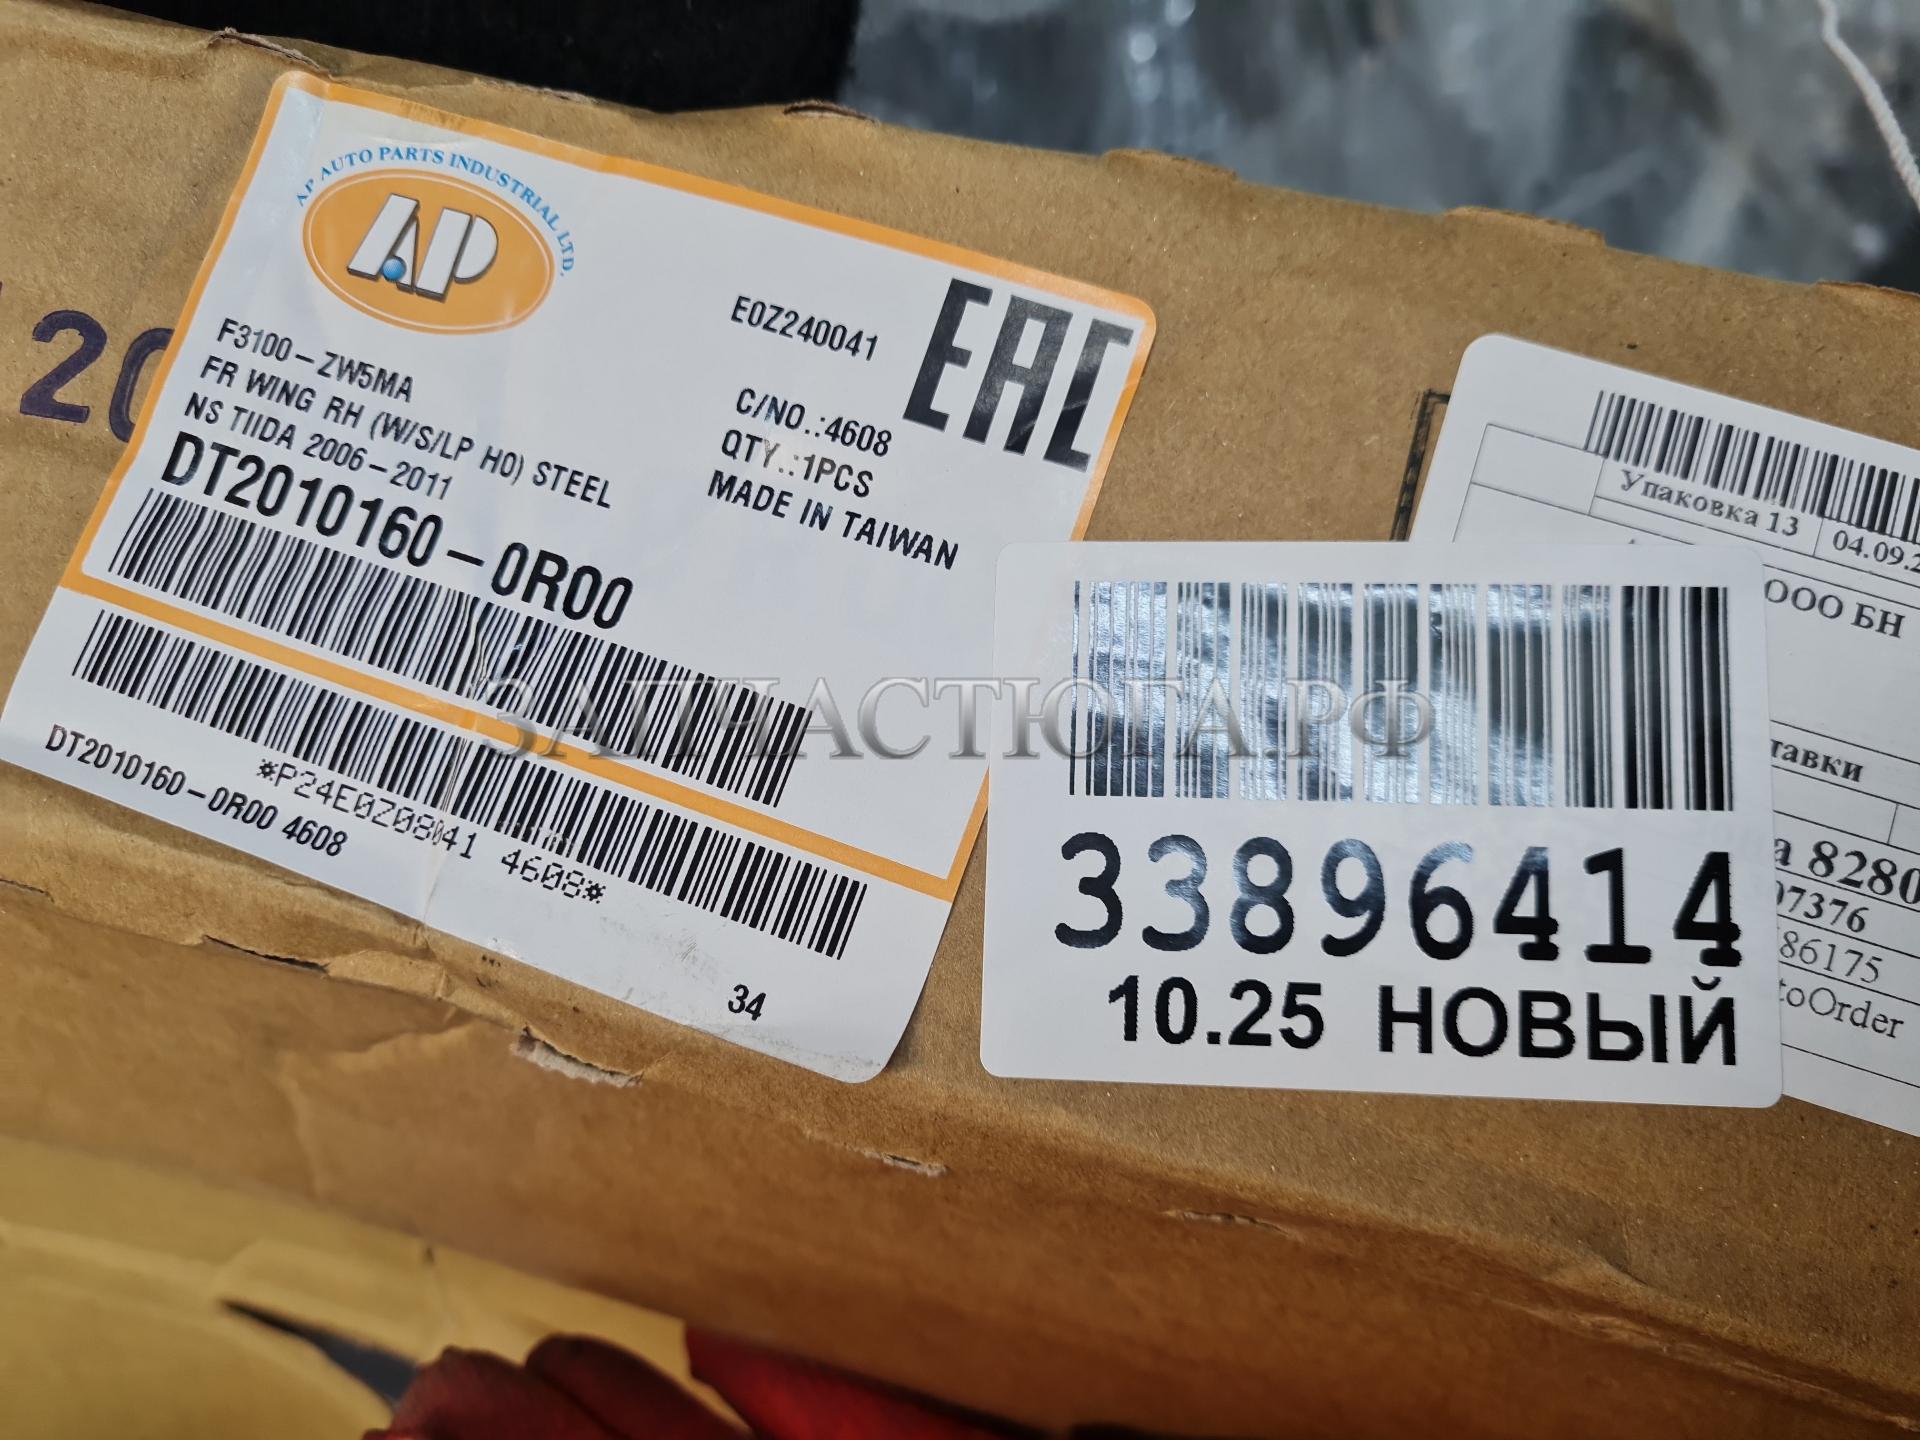 AP AUTO PARTS INDUSTRIAL LTD.
AP
E0Z240041
EAC
F3100-ZW5MA
FR WING RH (W/S/LP HO) STEEL
NS TIIDA 2006-2011
DT2010160-0R00
C/NO.:4608
QTY.:1PCS
MADE IN TAIWAN
*P24E0Z08041 4608*
DT2010160-0R00 4608
34
20
ЗАПЧАСТЮГА.РФ
33896414
10.25 НОВЫЙ
Упаковка 13
04.09.2
ООО БН
тавки
а 8280
07376
86175
toOrder